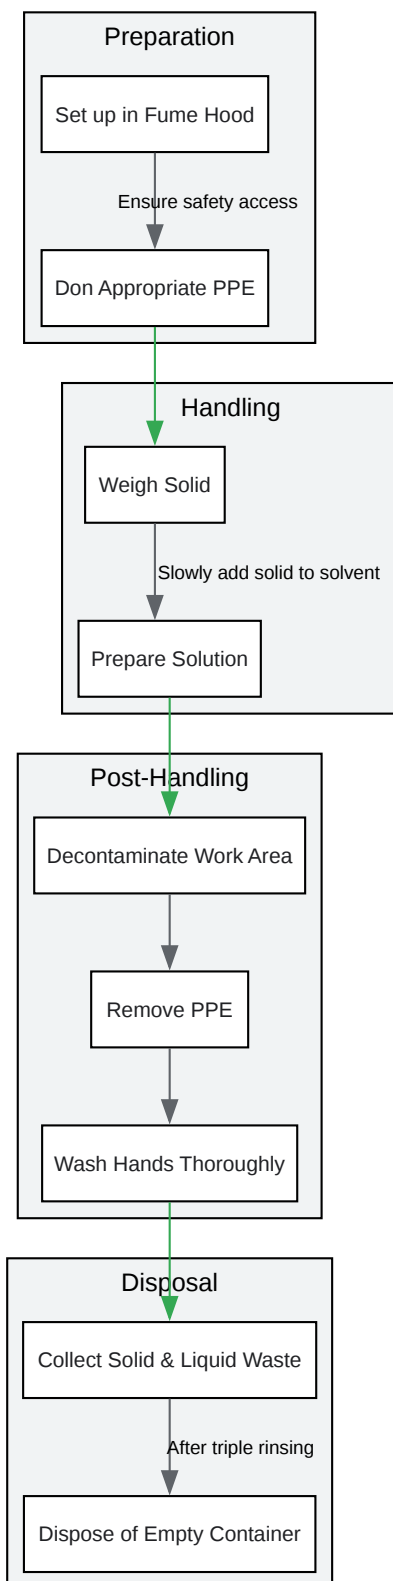 Preparation
Set up in Fume Hood
Ensure safety access
Don Appropriate PPE
Handling
Weigh Solid
Slowly add solid to solvent
Prepare Solution
Post-Handling
Decontaminate Work Area
Remove PPE
Wash Hands Thoroughly
Disposal
Collect Solid & Liquid Waste
After triple rinsing
Dispose of Empty Container